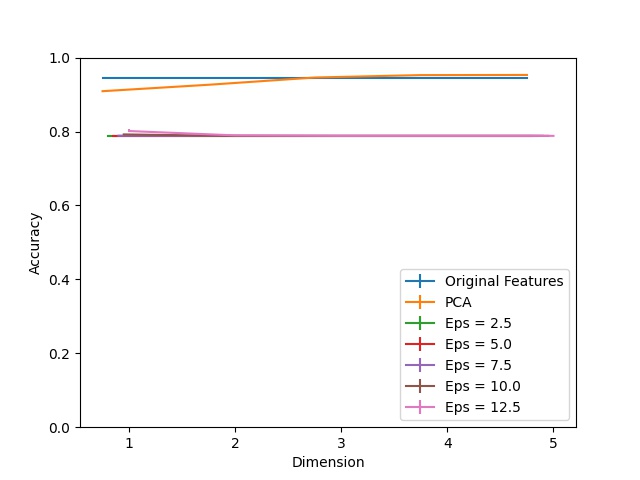 1.0
0.8
0.6
0.4
0.2
0.0
Accuracy
Original Features
PCA
Eps = 2.5
Eps = 5.0
Eps = 7.5
Eps = 10.0
Eps = 12.5
1 2 3 4 5
Dimension